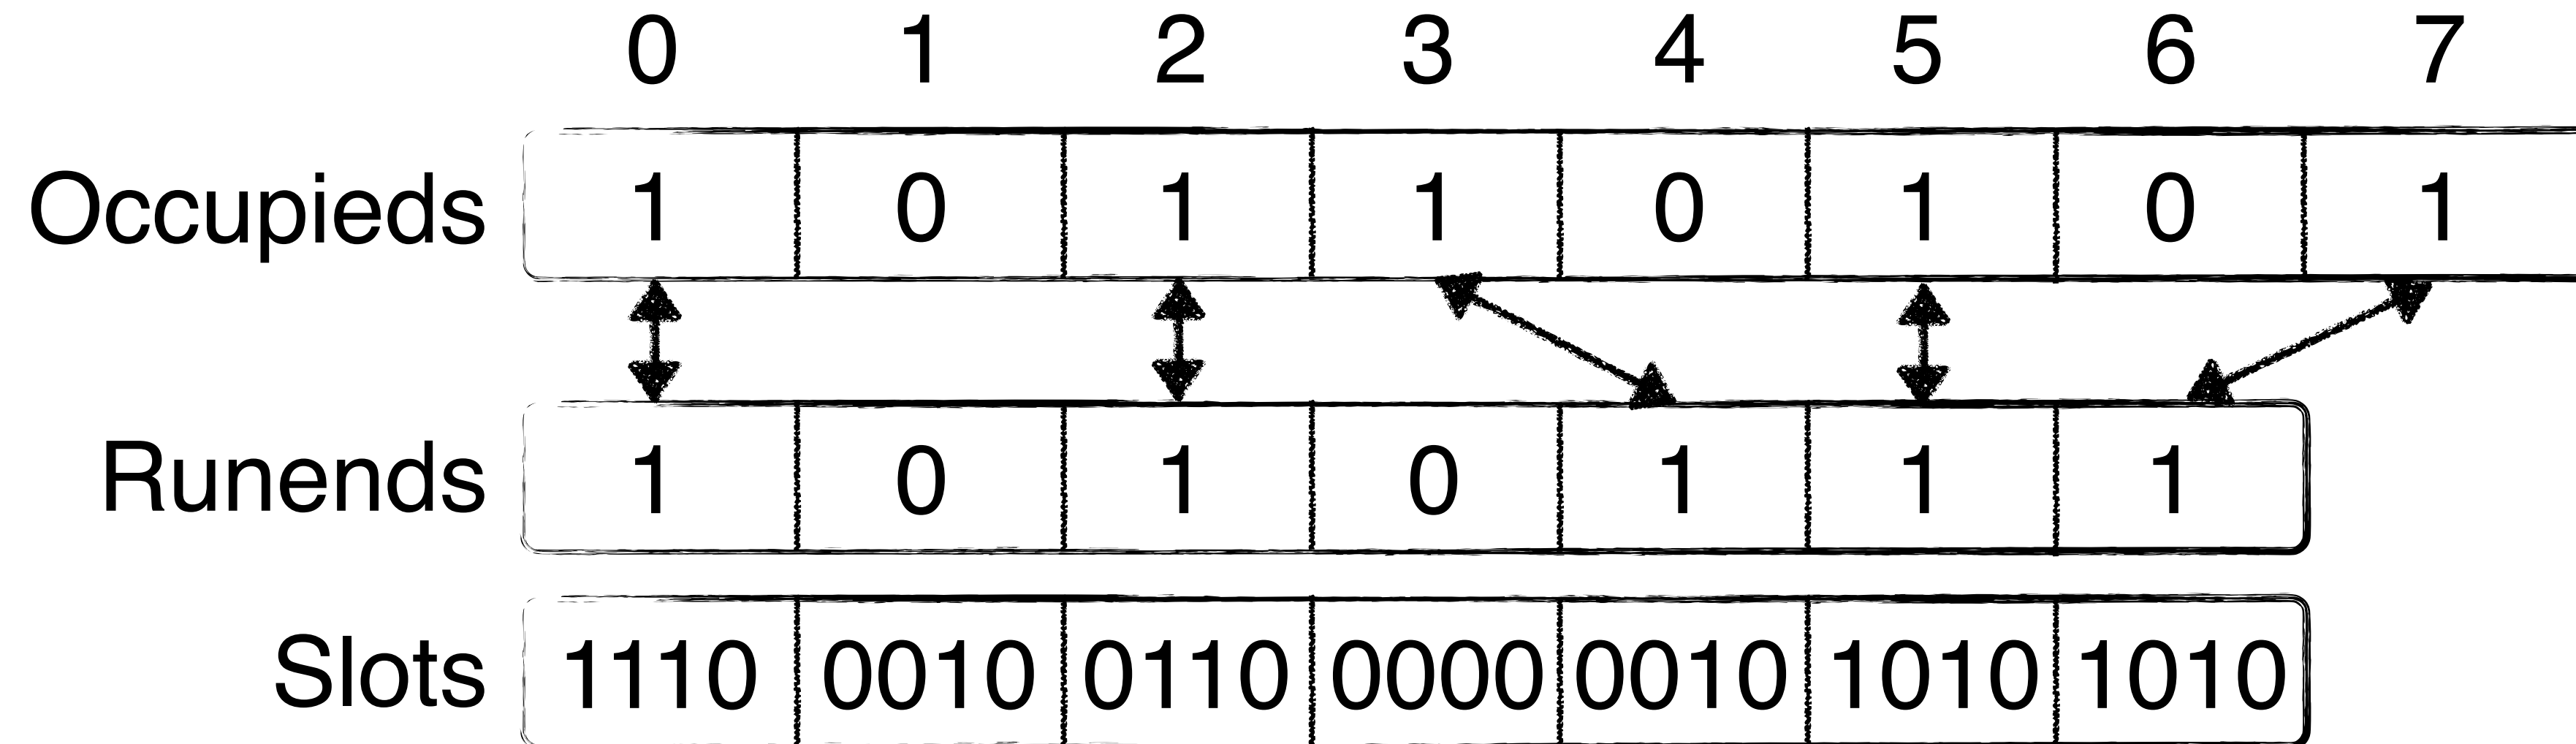 0 1 2 3 4 5 6 7
Occupieds 1 0 1 1 0 1 0 1
Runends 1 0 1 0 1 1 1
Slots 1110 0010 0110 0000 0010 1010 1010